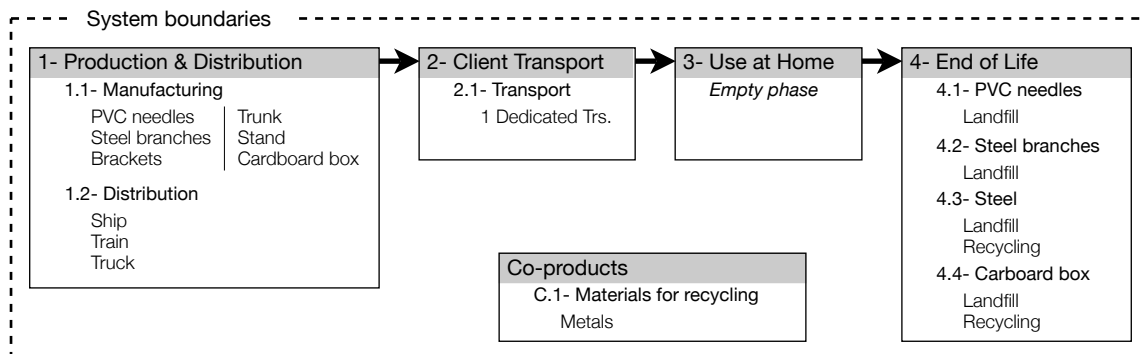 System boundaries
1- Production & Distribution
1.1- Manufacturing
PVC needles
Steel branches
Brackets
Trunk
Stand
Cardboard box
1.2- Distribution
Ship
Train
Truck
2- Client Transport
2.1- Transport
1 Dedicated Trs.
3- Use at Home
Empty phase
4- End of Life
4.1- PVC needles
Landfill
4.2- Steel branches
Landfill
4.3- Steel
Landfill
Recycling
4.4- Carboard box
Landfill
Recycling
Co-products
C.1- Materials for recycling
Metals